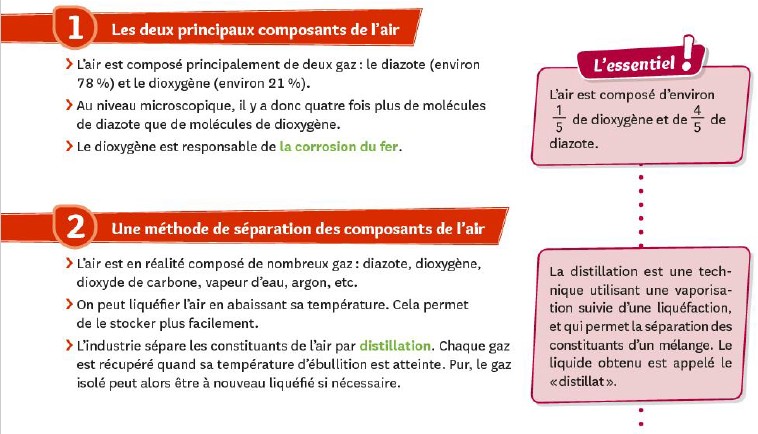 1 Les deux principaux composants de l'air
› L'air est composé principalement de deux gaz : le diazote (environ
78 %) et le dioxygène (environ 21 %).
› Au niveau microscopique, il y a donc quatre fois plus de molécules
de diazote que de molécules de dioxygène.
› Le dioxygène est responsable de la corrosion du fer.
L'essentiel !
L'air est composé d'environ
1/5 de dioxygène et de 4/5 de
diazote.
2 Une méthode de séparation des composants de l'air
› L'air est en réalité composé de nombreux gaz : diazote, dioxygène,
dioxyde de carbone, vapeur d'eau, argon, etc.
› On peut liquéfier l'air en abaissant sa température. Cela permet
de le stocker plus facilement.
› L'industrie sépare les constituants de l'air par distillation. Chaque gaz
est récupéré quand sa température d'ébullition est atteinte. Pur, le gaz
isolé peut alors être à nouveau liquéfié si nécessaire.
La distillation est une tech-
nique utilisant une vaporisa-
tion suivie d'une liquéfaction,
et qui permet la séparation des
constituants d'un mélange. Le
liquide obtenu est appelé le
« distillat ».